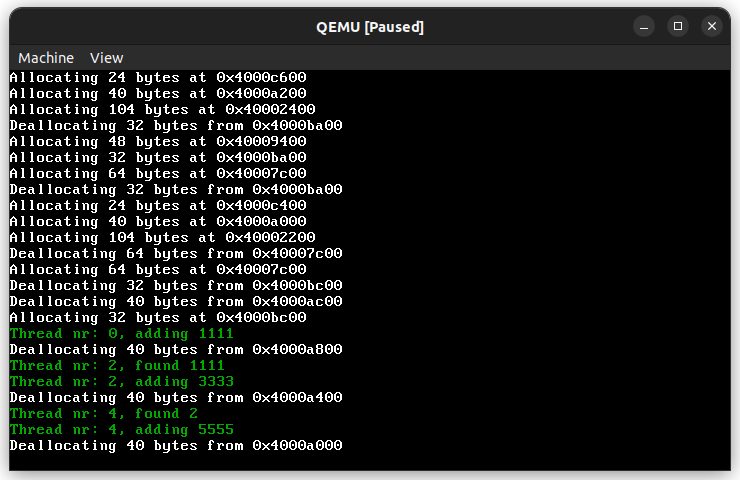 QEMU [Paused]
Machine View
Allocating 24 bytes at 0x4000c600
Allocating 40 bytes at 0x4000a200
Allocating 104 bytes at 0x40002400
Deallocating 32 bytes from 0x4000ba00
Allocating 48 bytes at 0x40009400
Allocating 32 bytes at 0x4000ba00
Allocating 64 bytes at 0x40007c00
Deallocating 32 bytes from 0x4000ba00
Allocating 24 bytes at 0x4000c400
Allocating 40 bytes at 0x4000a000
Allocating 104 bytes at 0x40002200
Deallocating 64 bytes from 0x40007c00
Allocating 64 bytes at 0x40007c00
Deallocating 32 bytes from 0x4000bc00
Deallocating 40 bytes from 0x4000ac00
Allocating 32 bytes at 0x4000bc00
Thread nr: 0, adding 1111
Deallocating 40 bytes from 0x4000a800
Thread nr: 2, found 1111
Thread nr: 2, adding 3333
Deallocating 40 bytes from 0x4000a400
Thread nr: 4, found 2
Thread nr: 4, adding 5555
Deallocating 40 bytes from 0x4000a000